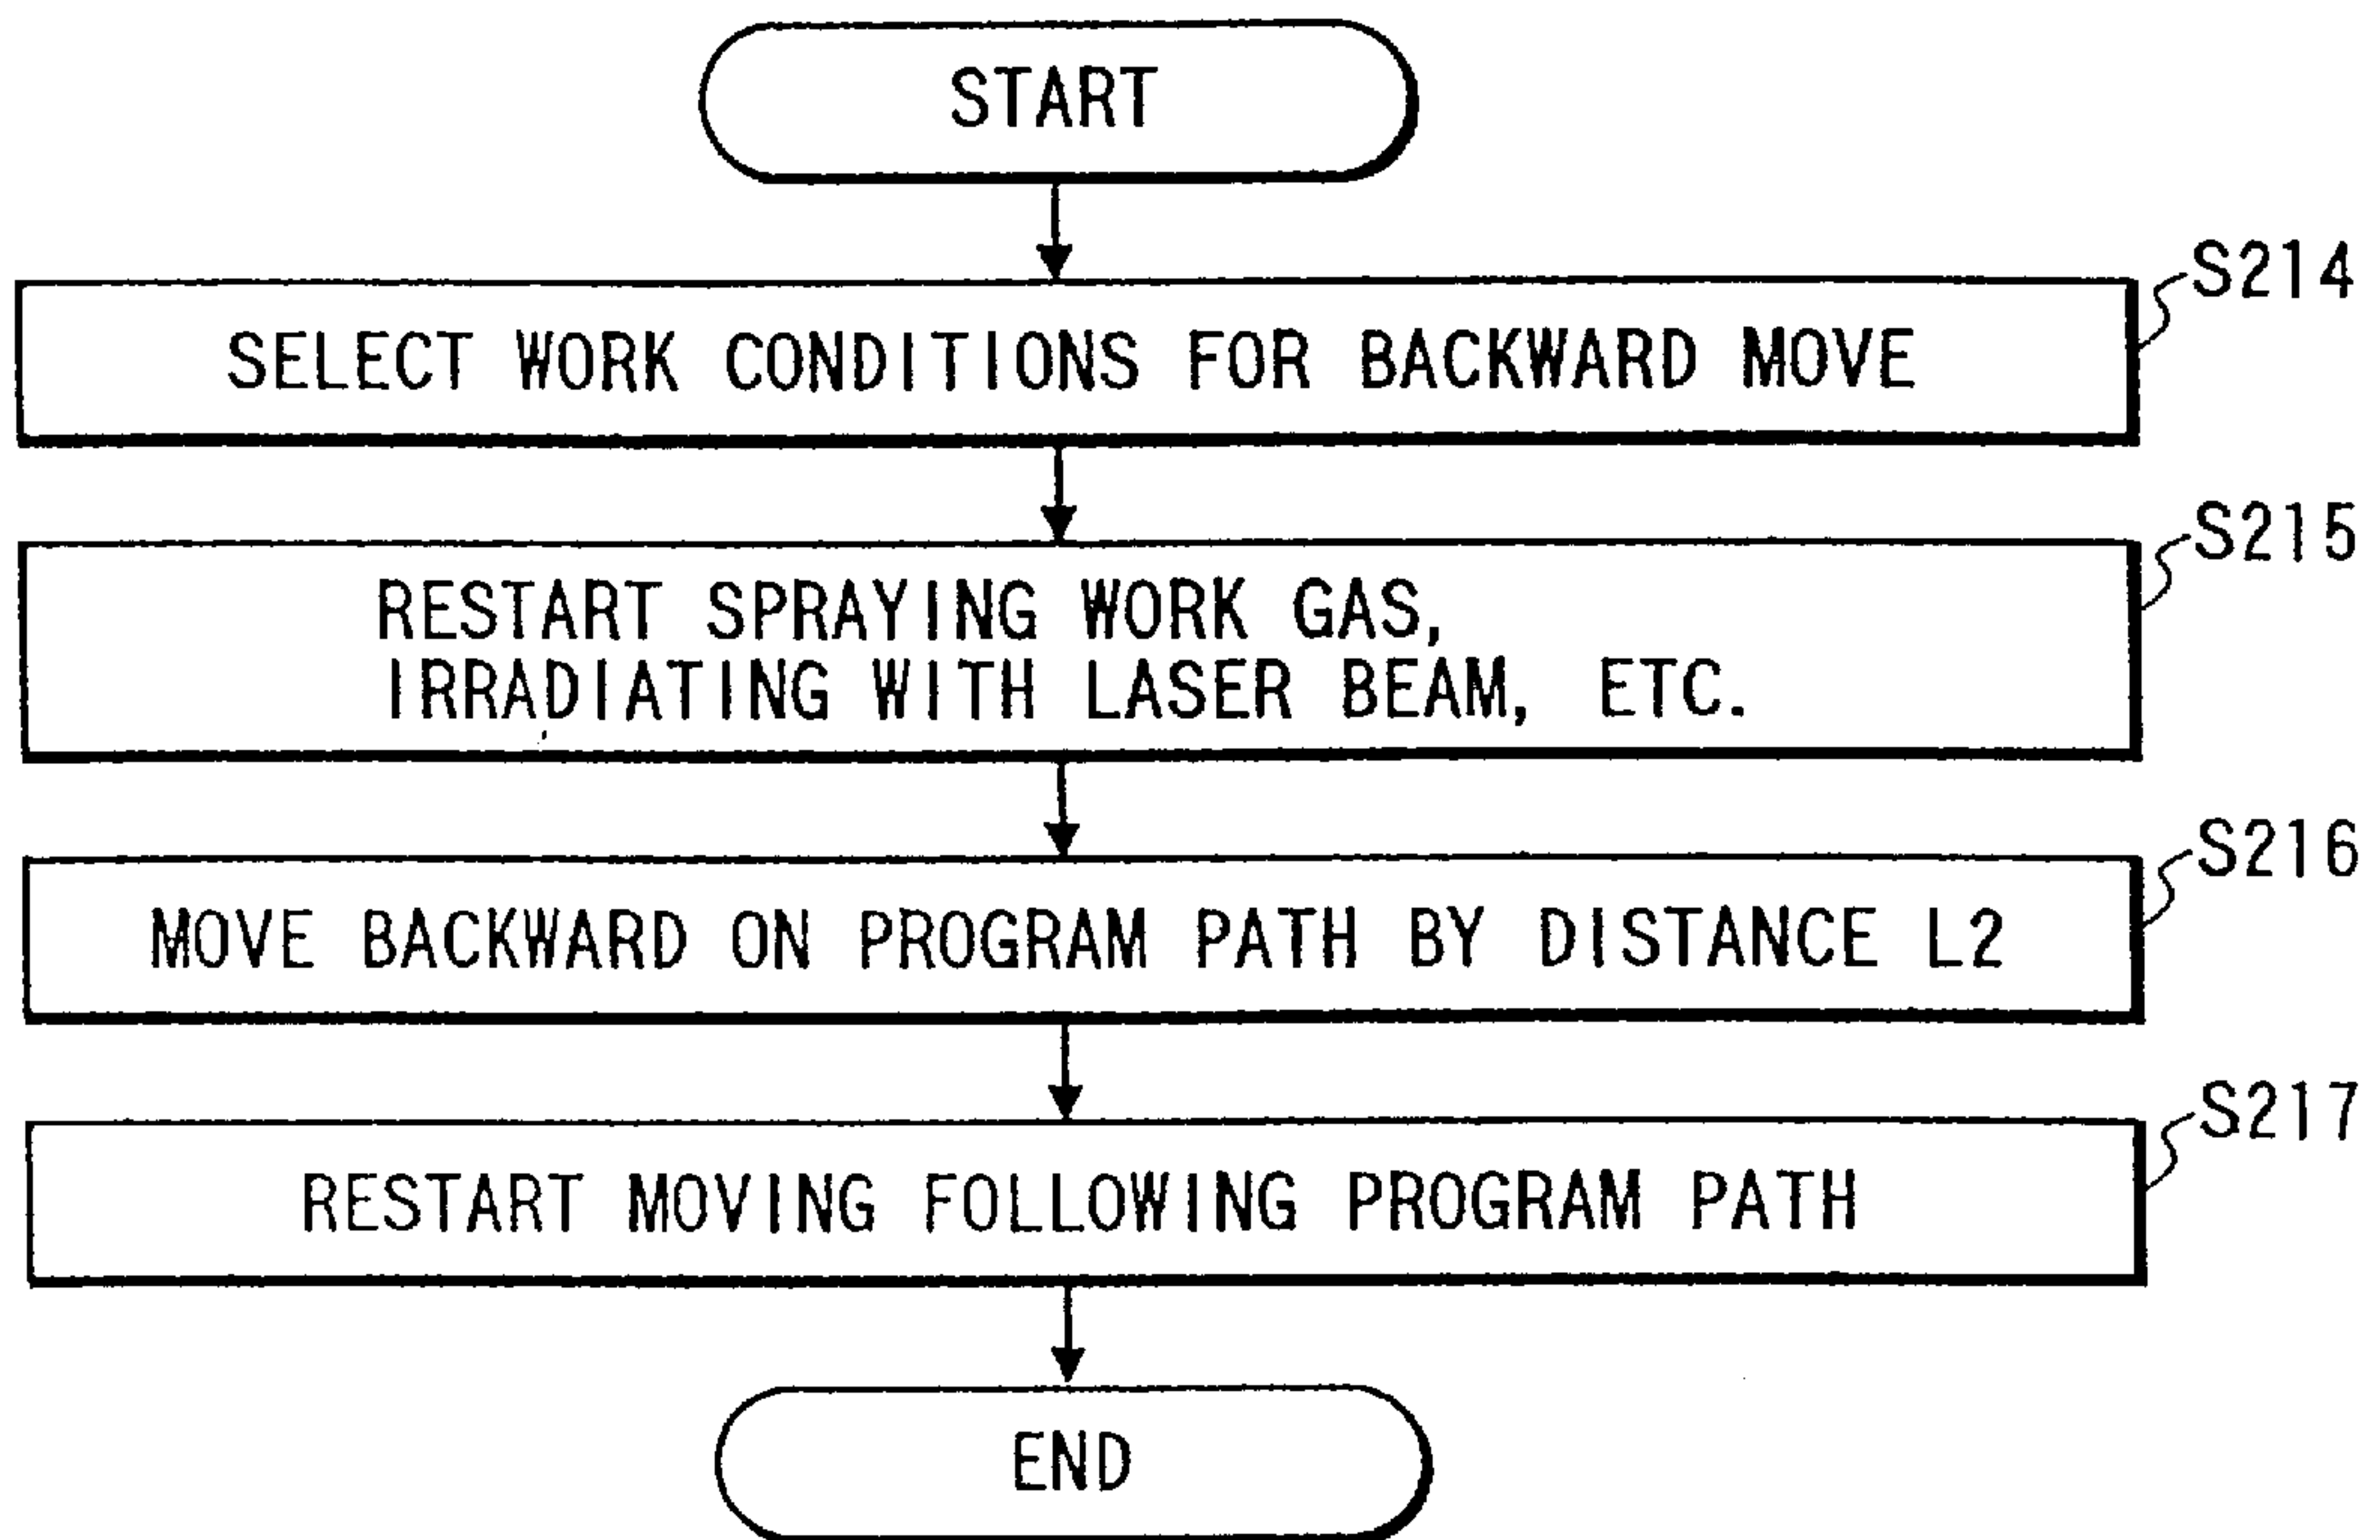 START
S214
SELECT WORK CONDITIONS FOR BACKWARD MOVE
S215
RESTART SPRAYING WORK GAS,
IRRADIATING WITH LASER BEAM, ETC.
S216
MOVE BACKWARD ON PROGRAM PATH BY DISTANCE L2
S217
RESTART MOVING FOLLOWING PROGRAM PATH
END